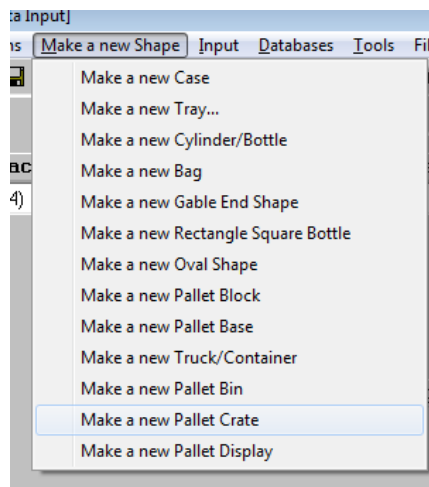 ta Input]
ns Make a new Shape Input Databases Tools Fil
Make a new Case
Make a new Tray...
Make a new Cylinder/Bottle
ac
Make a new Bag
4)
Make a new Gable End Shape
Make a new Rectangle Square Bottle
Make a new Oval Shape
Make a new Pallet Block
Make a new Pallet Base
Make a new Truck/Container
Make a new Pallet Bin
Make a new Pallet Crate
Make a new Pallet Display